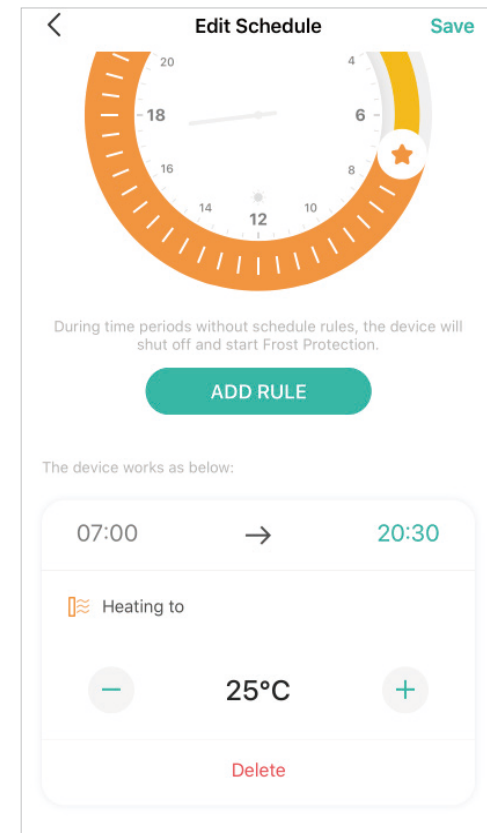 Edit Schedule
Save
20
4
18
6
16
8
14
10
12
During time periods without schedule rules, the device will
shut off and start Frost Protection.
ADD RULE
The device works as below:
07:00 → 20:30
Heating to
− 25°C +
Delete